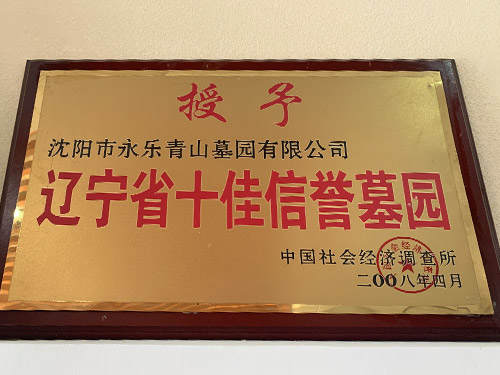 授予
沈阳市永乐青山墓园有限公司
辽宁省十佳信誉墓园
中国社会经济调查所
二00八年四月